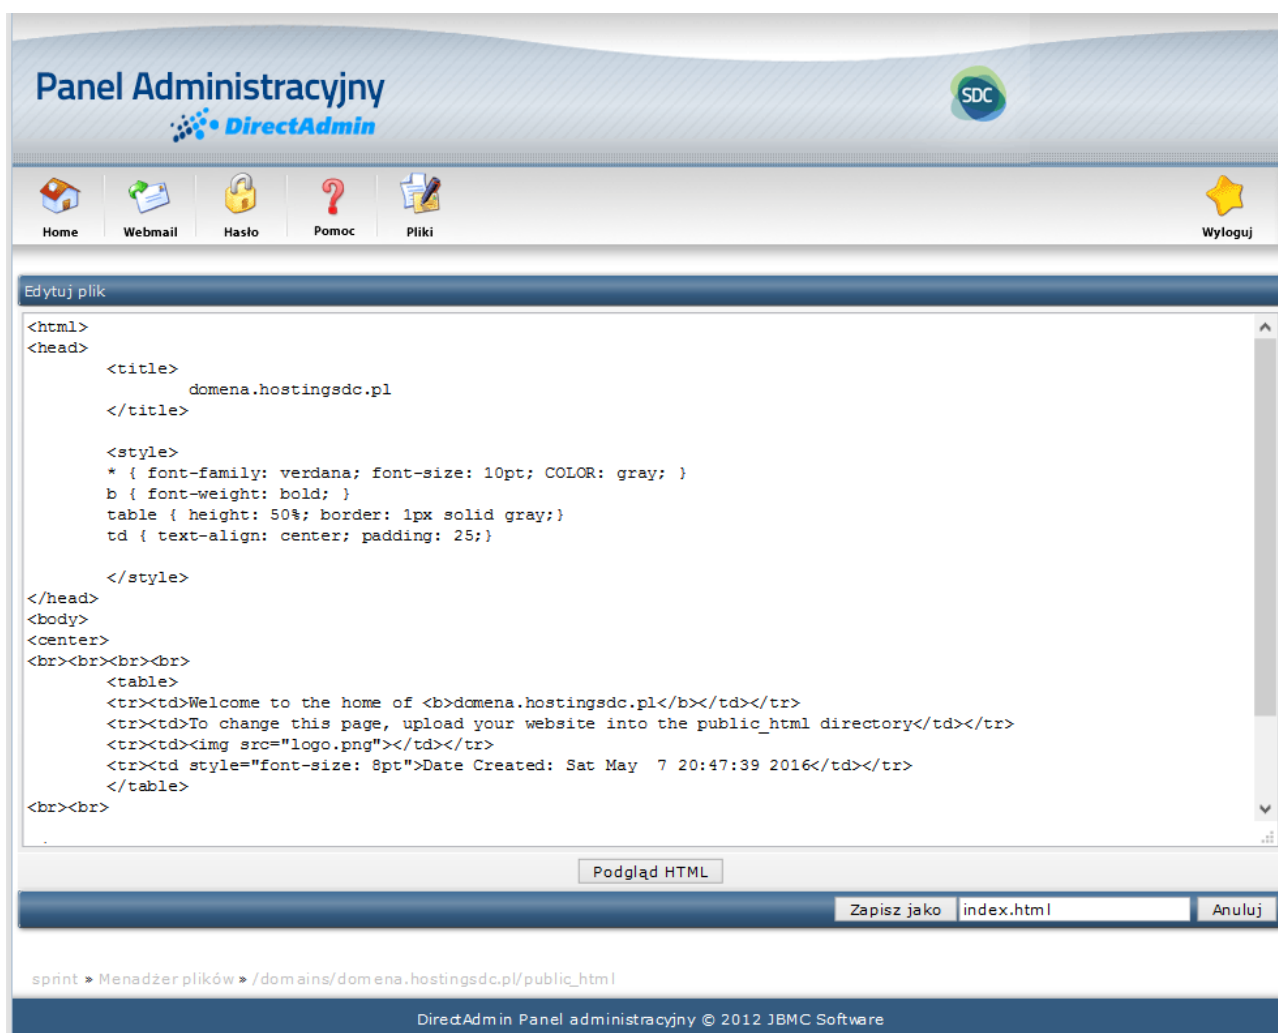 Panel Administracyjny
DirectAdmin
SDC
Home Webmail Hasło Pomoc Pliki Wyloguj
Edytuj plik
<html>
<head>
<title>
domena.hostingsdc.pl
</title>
<style>
* { font-family: verdana; font-size: 10pt; COLOR: gray; }
b { font-weight: bold; }
table { height: 50%; border: 1px solid gray;}
td { text-align: center; padding: 25;}
</style>
</head>
<body>
<center>
<br><br><br><br>
<table>
<tr><td>Welcome to the home of <b>domena.hostingsdc.pl</b></td></tr>
<tr><td>To change this page, upload your website into the public_html directory</td></tr>
<tr><td><img src="logo.png"></td></tr>
<tr><td style="font-size: 8pt">Date Created: Sat May  7 20:47:39 2016</td></tr>
</table>
<br><br>
Podgląd HTML
Zapisz jako index.html Anuluj
sprint » Menadżer plików » /domains/domena.hostingsdc.pl/public_html
DirectAdmin Panel administracyjny © 2012 JBMC Software